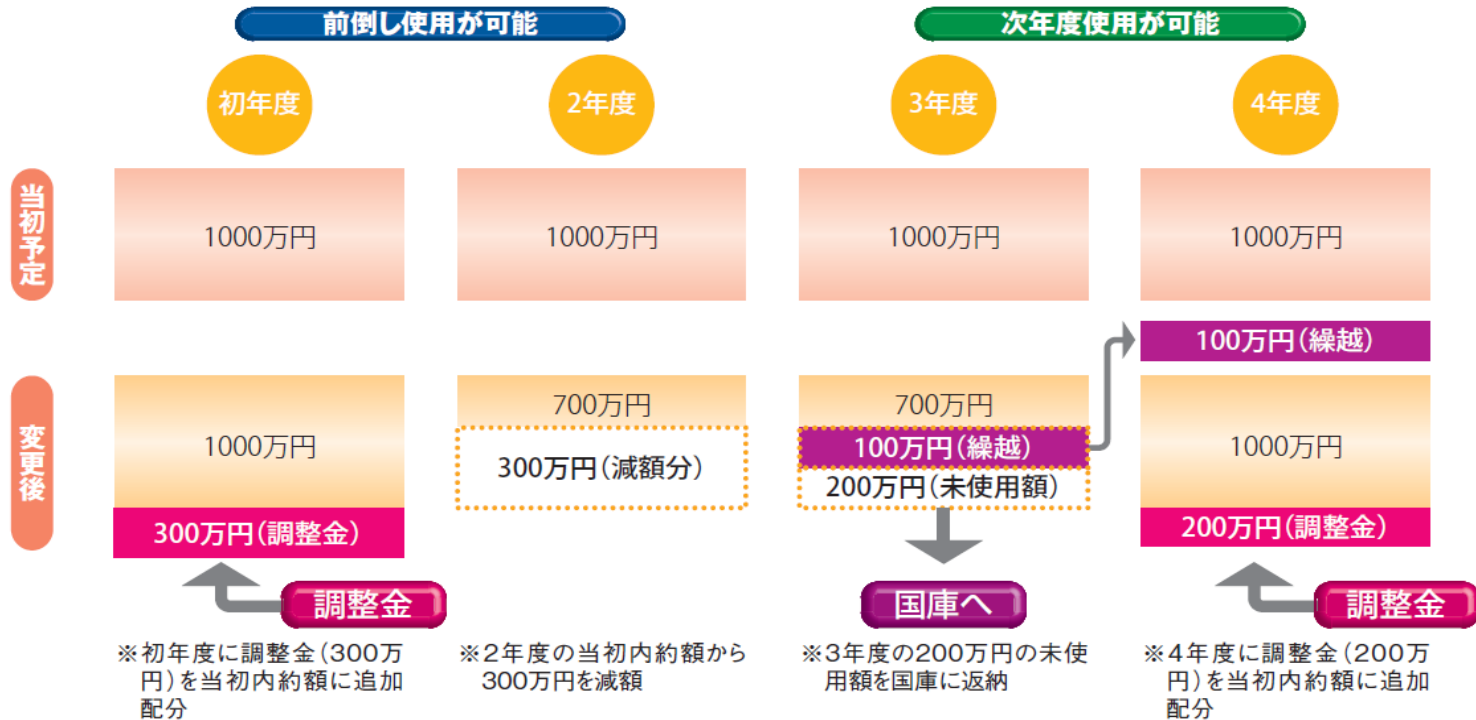 前倒し使用が可能
次年度使用が可能
初年度
2年度
3年度
4年度
当初予定
1000万円
1000万円
1000万円
1000万円
100万円(繰越)
変更後
1000万円
300万円(調整金)
700万円
300万円(減額分)
700万円
100万円(繰越)
200万円(未使用額)
1000万円
200万円(調整金)
調整金
国庫へ
調整金
※初年度に調整金(300万
円)を当初内約額に追加
配分
※2年度の当初内約額から
300万円を減額
※3年度の200万円の未使
用額を国庫に返納
※4年度に調整金(200万
円)を当初内約額に追加
配分